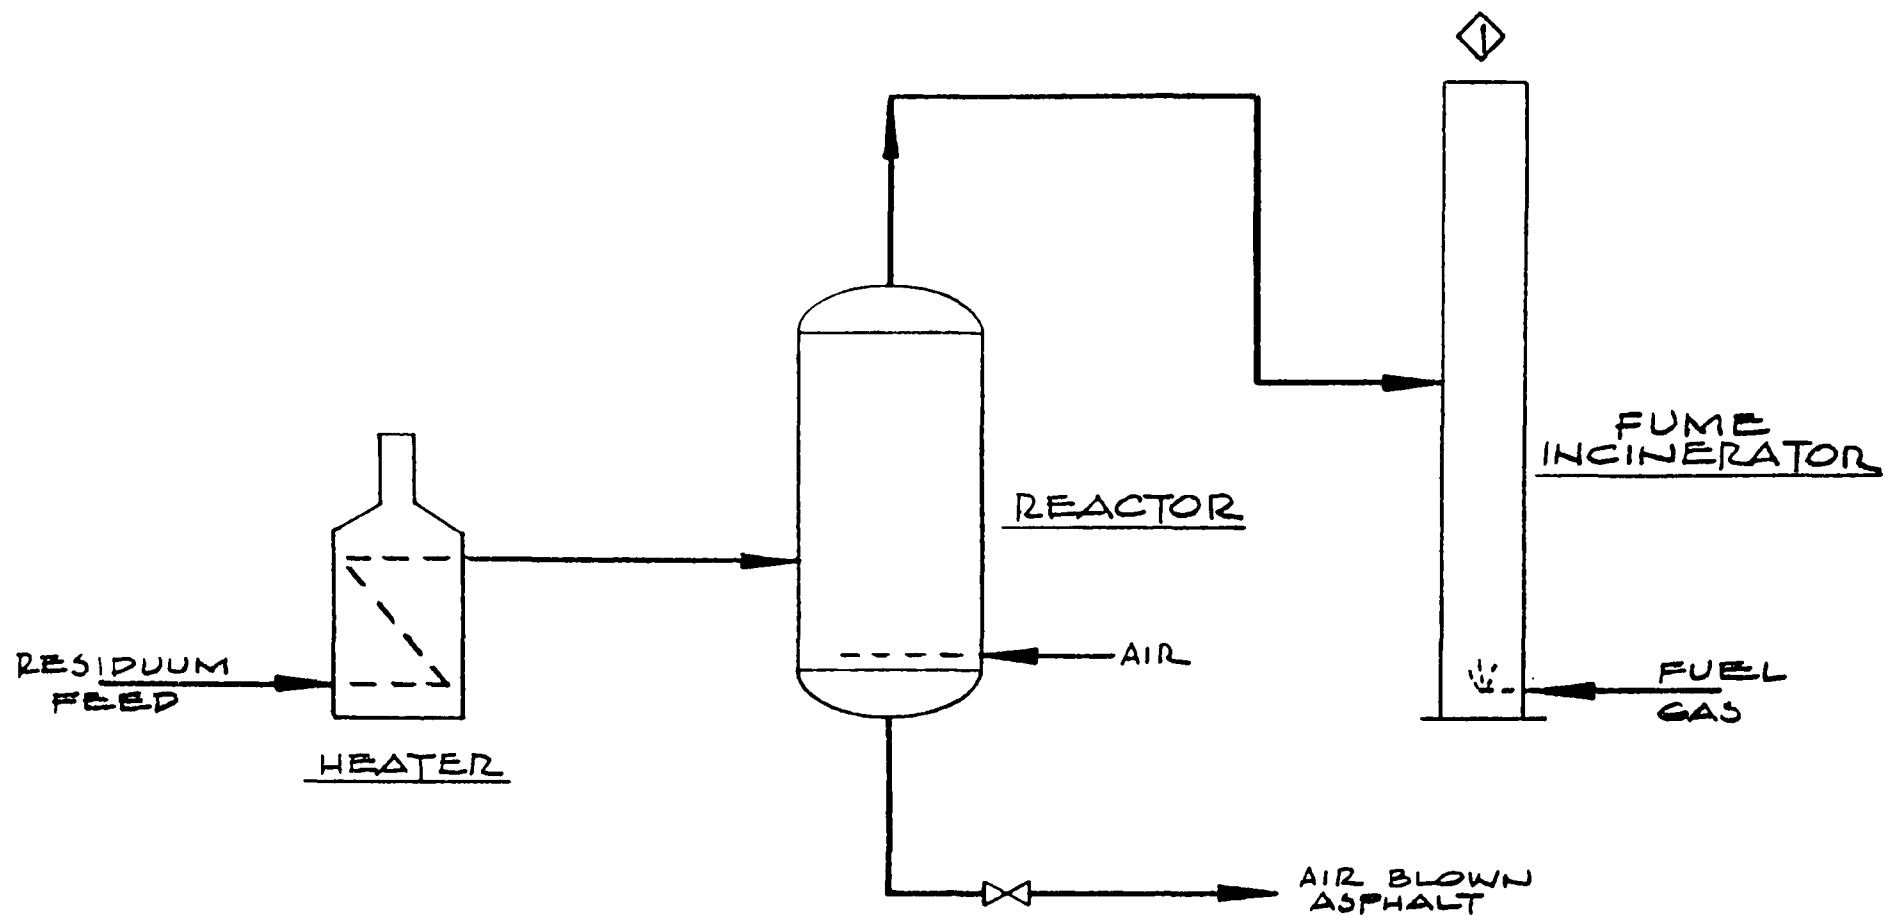 1
FUME
INCINERATOR
REACTOR
RESIDUUM
FEED
AIR
FUEL
GAS
HEATER
AIR BLOWN
ASPHALT